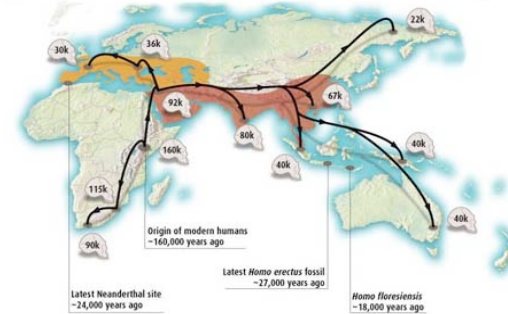 22k
30k
36k
92k
67k
160k
80k
40k
40k
115k
40k
90k
Origin of modern humans
~160,000 years ago
Latest Homo erectus fossil
~27,000 years ago
Latest Neanderthal site
~24,000 years ago
Homo floresiensis
~18,000 years ago